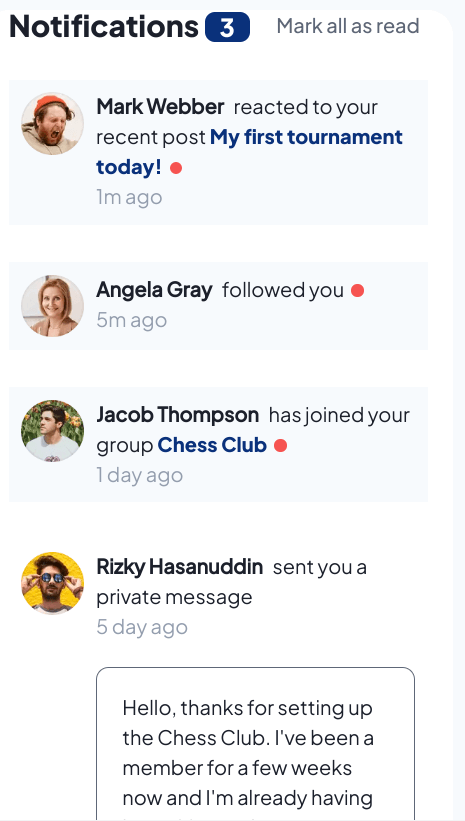 Notifications 3 Mark all as read
Mark Webber reacted to your
recent post My first tournament
today!
1m ago
Angela Gray followed you
5m ago
Jacob Thompson has joined your
group Chess Club
1 day ago
Rizky Hasanuddin sent you a
private message
5 day ago
Hello, thanks for setting up
the Chess Club. I've been a
member for a few weeks
now and I'm already having